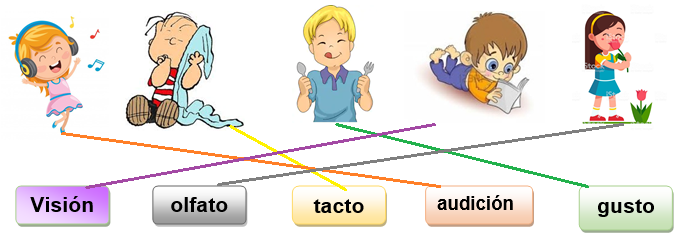 Visión
olfato
tacto
audición
gusto